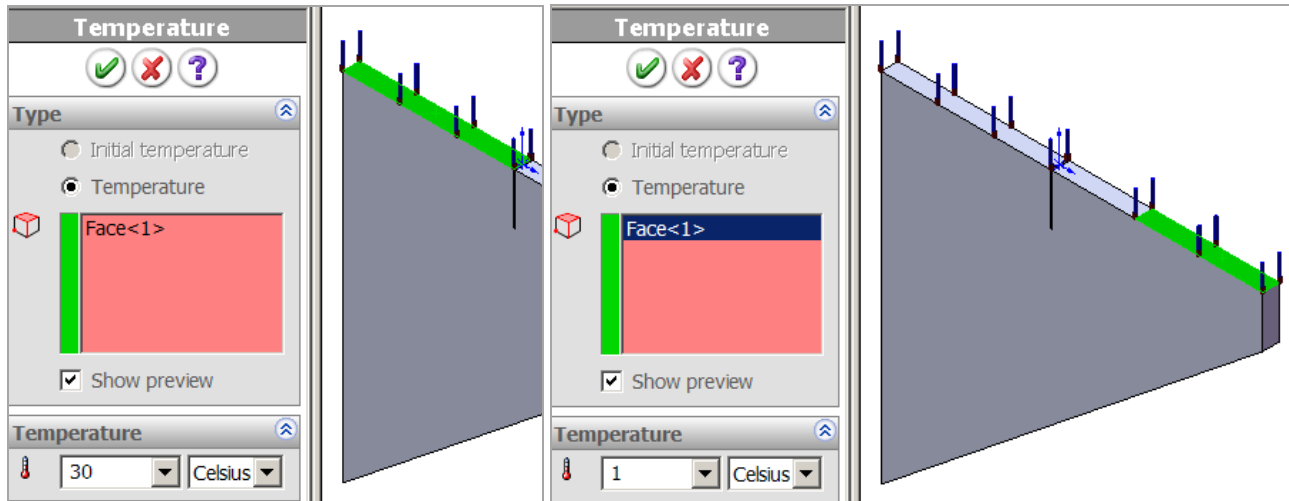 Temperature
?
Type
Initial temperature
Temperature
Face<1>
Show preview
Temperature
30 Celsius
Temperature
?
Type
Initial temperature
Temperature
Face<1>
Show preview
Temperature
1 Celsius